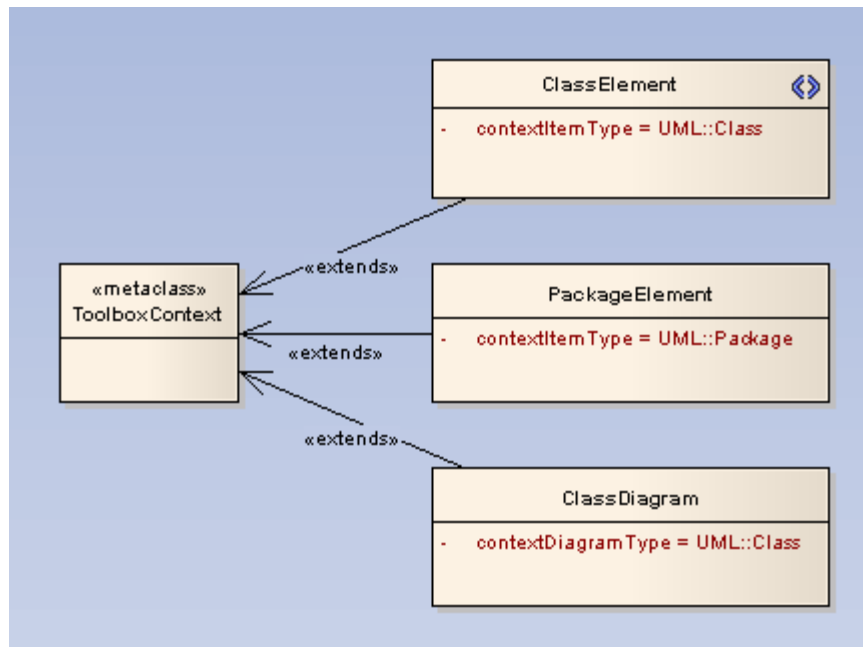 ClassElement
- contextItemType = UML::Class
«extends»
«metaclass»
ToolboxContext
PackageElement
- contextItemType = UML::Package
«extends»
«extends»
ClassDiagram
- contextDiagramType = UML::Class